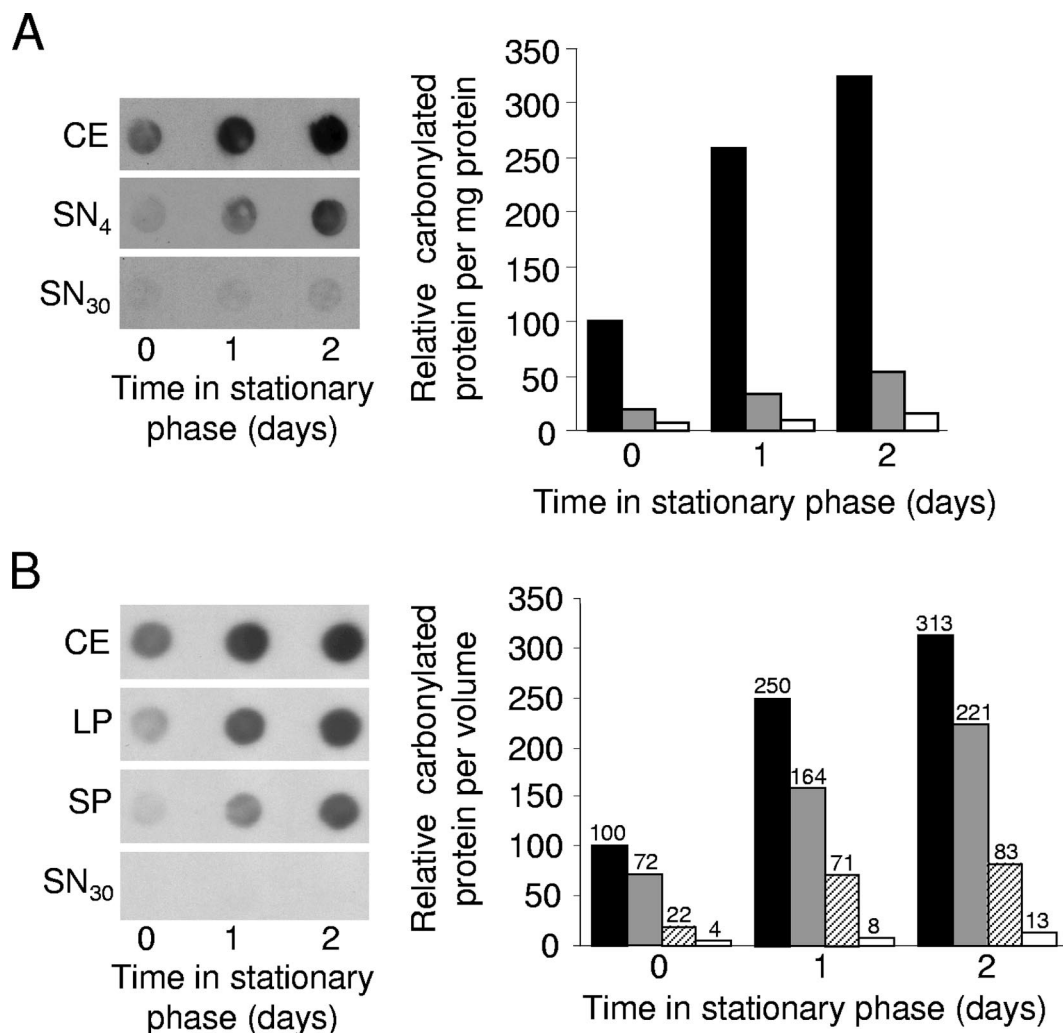 A
CE
SN4
SN30
0 1 2
Time in stationary
phase (days)
Relative carbonylated
protein per mg protein
350
300
250
200
150
100
50
0
0 1 2
Time in stationary phase (days)
B
CE
LP
SP
SN30
0 1 2
Time in stationary
phase (days)
Relative carbonylated
protein per volume
350
300
250
200
150
100
50
0
100 72 22 4
250 164 71 8
313 221 83 13
0 1 2
Time in stationary phase (days)